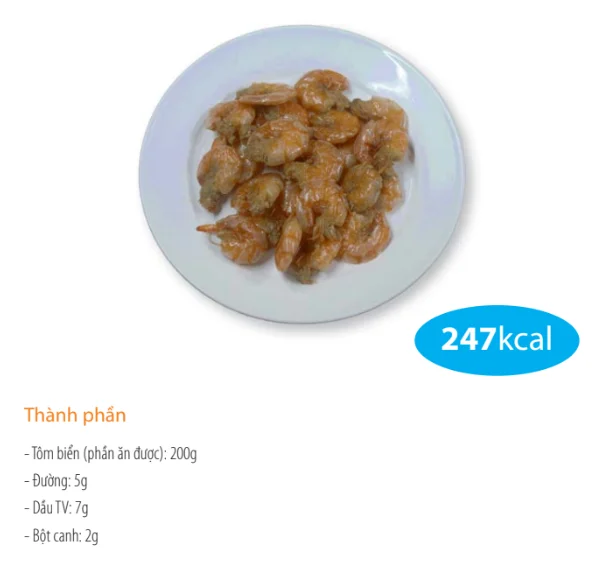 247kcal
Thành phần
- Tôm biển (phần ăn được): 200g
- Đường: 5g
- Dầu TV: 7g
- Bột canh: 2g